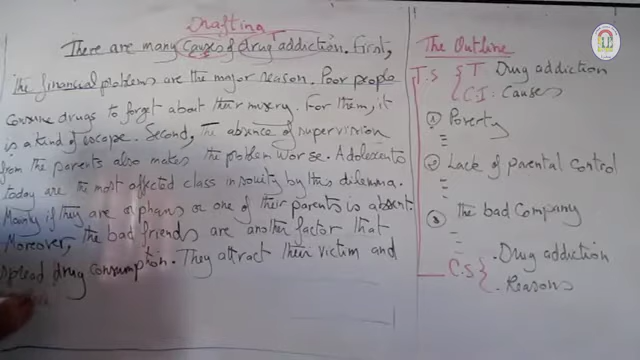 Drafting
There are many causes of drug addiction. First,
the financial problems are the major reason. Poor people
consume drugs to forget about their misery. For them, it
is a kind of escape. Second, the absence of supervision
from the parents also makes the problem worse. Adolescents
today are the most affected class in society by this dilemma.
Mainly if they are orphans or one of their parents is absent.
Moreover, the bad friends are another factor that
spread drug consumption. They attract their victim and
The Outline
T.S { T Drug addiction
C.I : Causes
① Poverty
② Lack of parental control
③ The bad Company
C.S { . Drug addiction
. Reasons